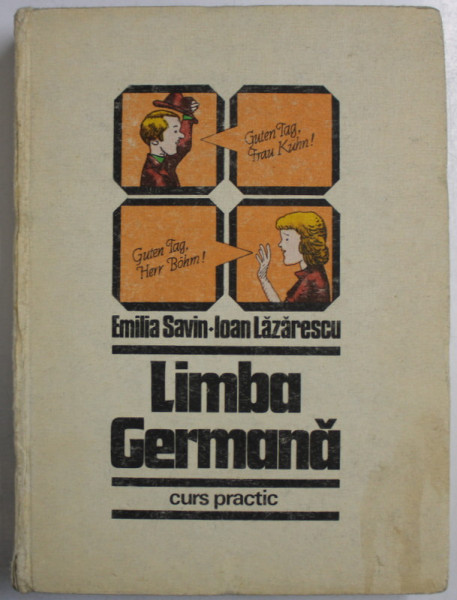 Guten Tag,
Frau Kuhn!
Guten Tag,
Herr Böhm!
Emilia Savin•Ioan Lăzărescu
Limba
Germană
curs practic